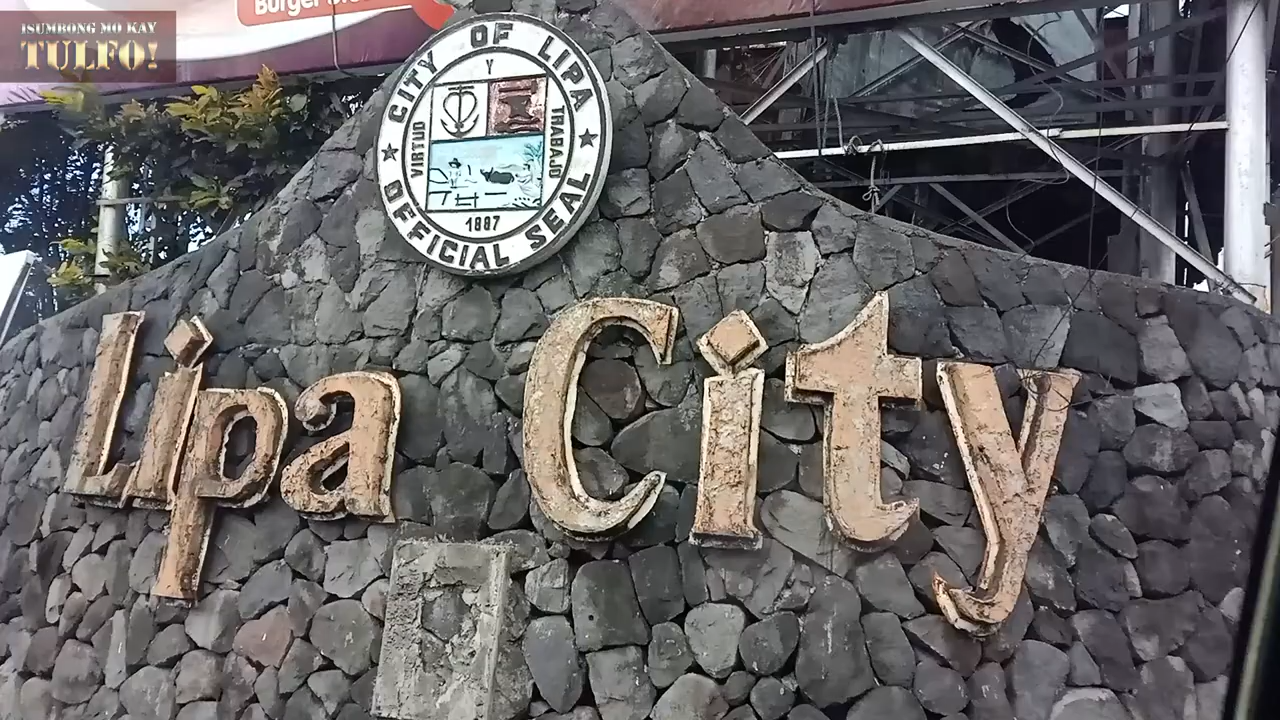 ISUMBONG MO KAY
TULFO!
Burger
CITY OF LIPA
OFFICIAL SEAL
VIRTUD
Y
TRABAJO
1887
Lipa City